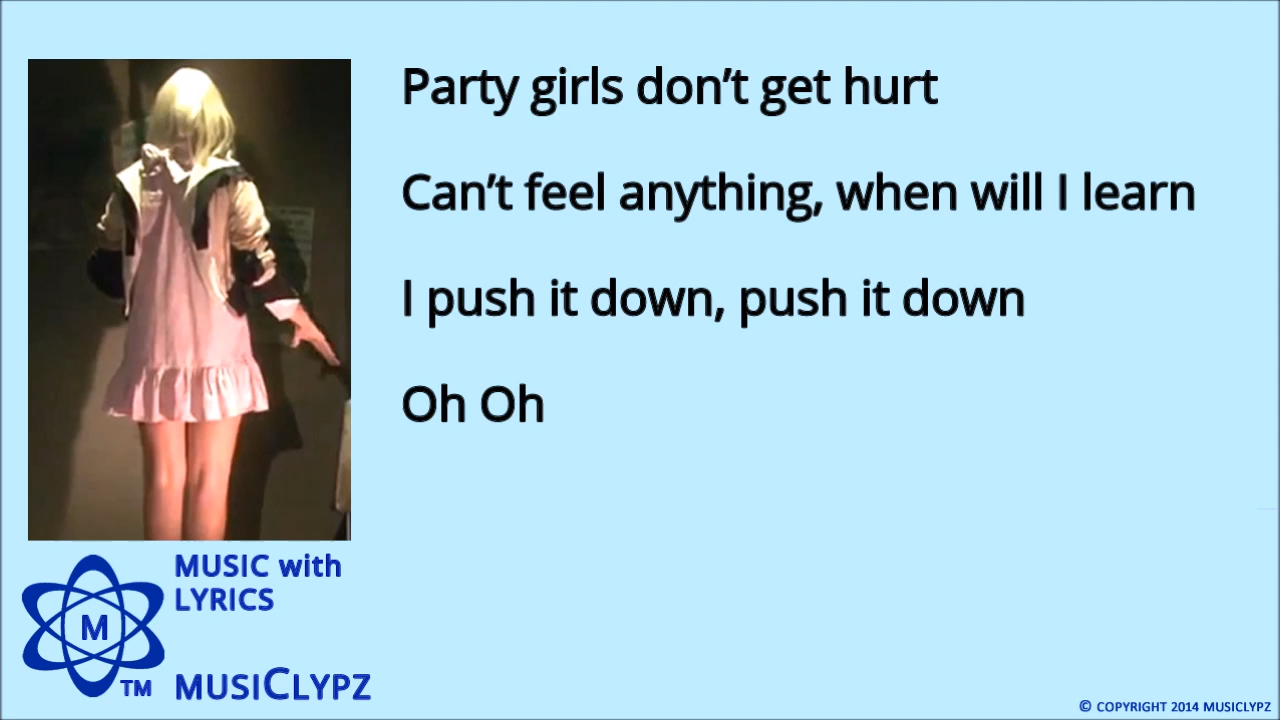 Party girls don’t get hurt
Can’t feel anything, when will I learn
I push it down, push it down
Oh Oh
MUSIC with
LYRICS
M
TM
MUSICLYPZ
© COPYRIGHT 2014 MUSICLYPZ